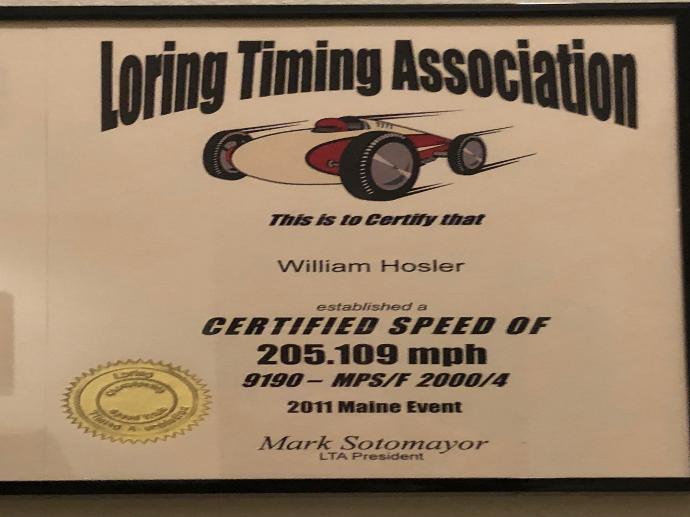 Loring Timing Association
This is to Certify that
William Hosler
established a
CERTIFIED SPEED OF
205.109 mph
9190 – MPS/F 2000/4
2011 Maine Event
Mark Sotomayor
LTA President
Loring